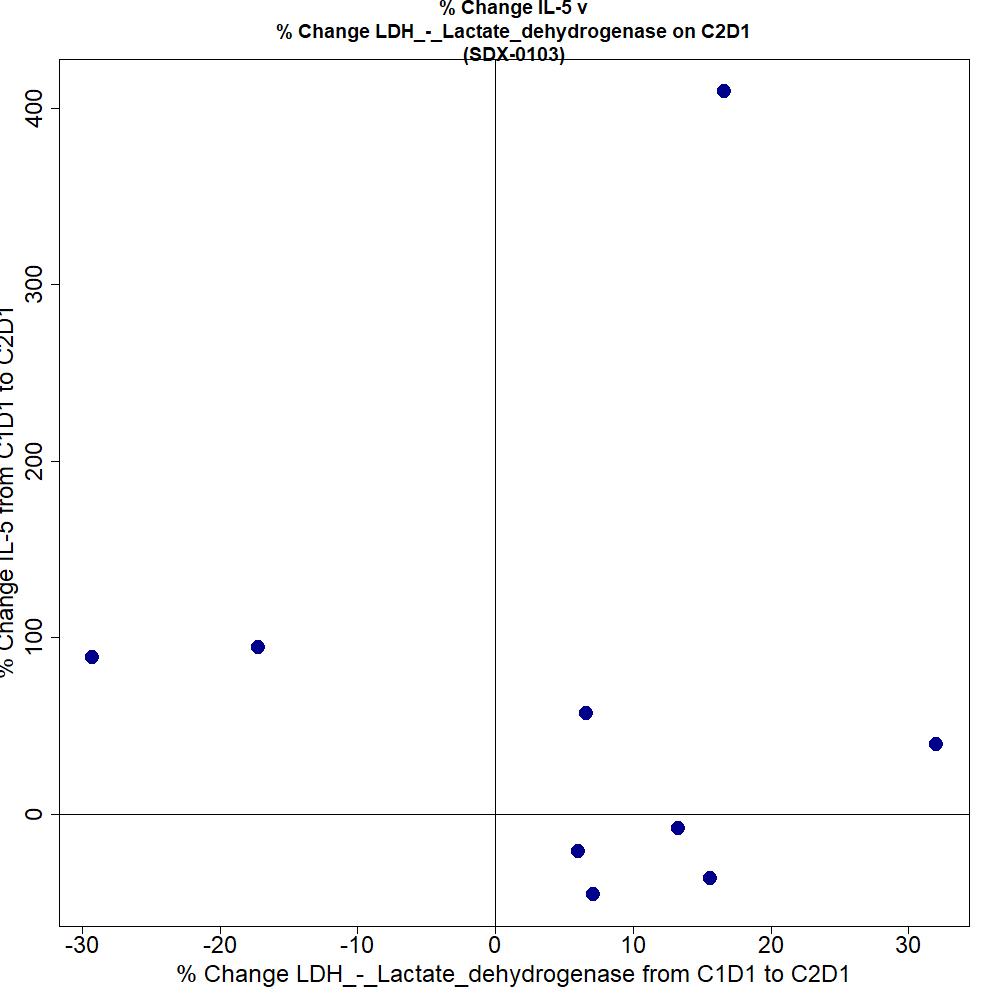 % Change IL-5 v
% Change LDH_-_Lactate_dehydrogenase on C2D1
(SDX-0103)
% Change IL-5 from C1D1 to C2D1
400
300
200
100
0
-30 -20 -10 0 10 20 30
% Change LDH_-_Lactate_dehydrogenase from C1D1 to C2D1